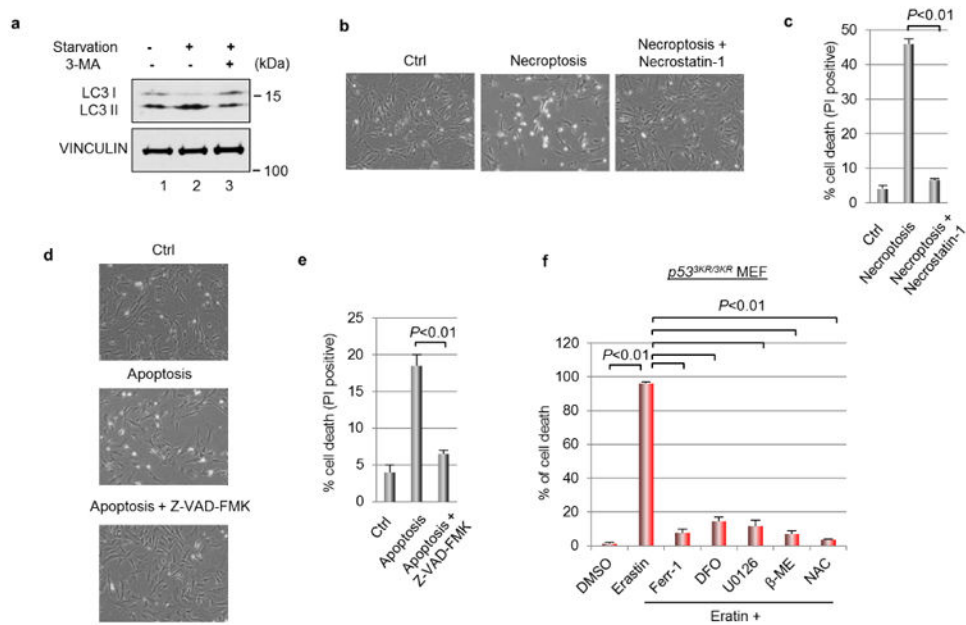 a
Starvation - + +
3-MA - - + (kDa)
LC3 I
LC3 II
15
VINCULIN
100
1 2 3
b
Ctrl
Necroptosis
Necroptosis +
Necrostatin-1
c
P<0.01
% cell death (PI positive)
50
40
30
20
10
0
Ctrl
Necroptosis
Necroptosis +
Necrostatin-1
d
Ctrl
Apoptosis
Apoptosis + Z-VAD-FMK
e
P<0.01
% cell death (PI positive)
25
20
15
10
5
0
Ctrl
Apoptosis
Apoptosis +
Z-VAD-FMK
f
p533KR/3KR MEF
P<0.01
P<0.01
% of cell death
120
100
80
60
40
20
0
DMSO
Erastin
Ferr-1
DFO
U0126
β-ME
NAC
Eratin +